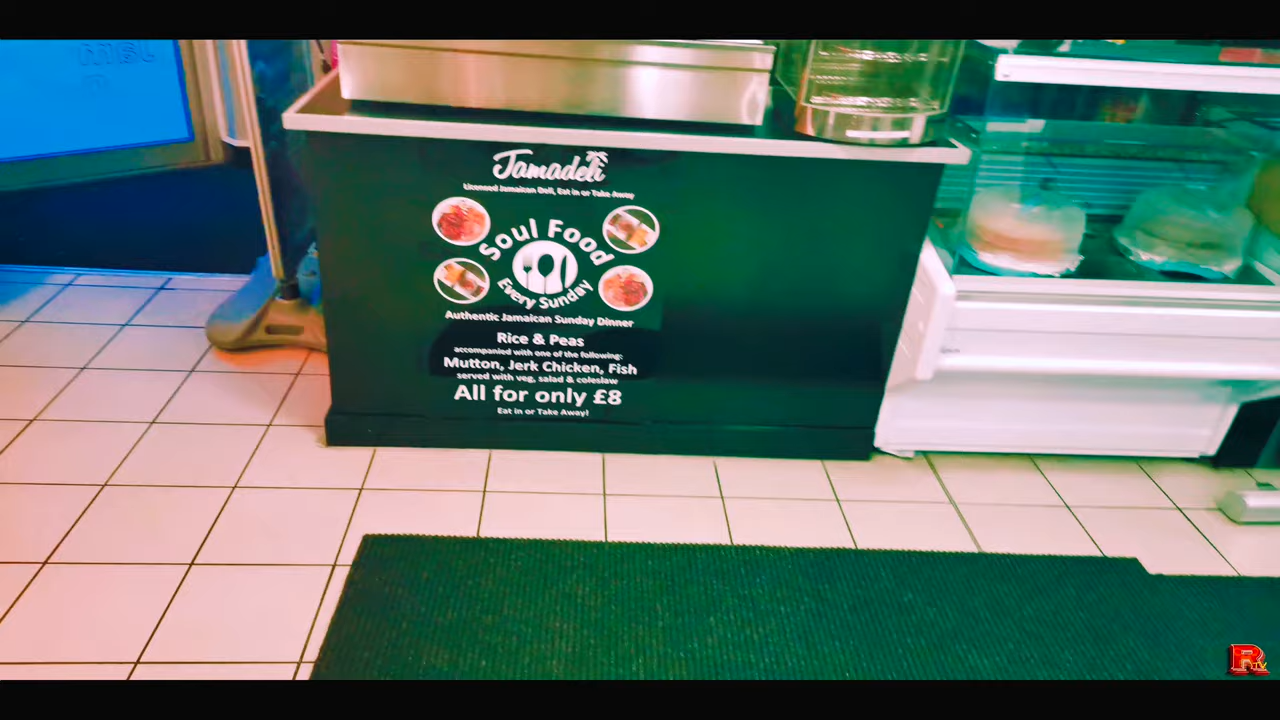 Jamadeli
Licensed Jamaican Deli, Eat in or Take Away
Soul Food
Every Sunday
Authentic Jamaican Sunday Dinner
Rice & Peas
accompanied with one of the following:
Mutton, Jerk Chicken, Fish
served with veg, salad & coleslaw
All for only £8
Eat in or Take Away!
R TV